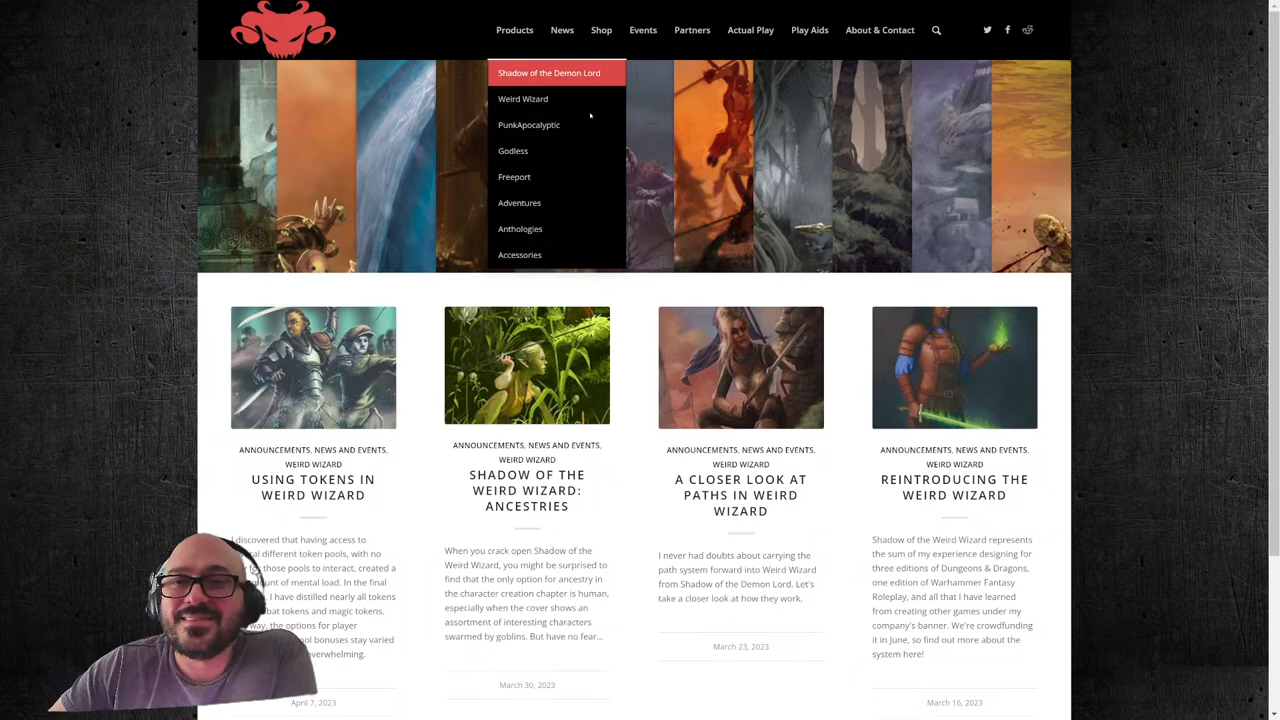 Products News Shop Events Partners Actual Play Play Aids About & Contact
Shadow of the Demon Lord
Weird Wizard
PunkApocalyptic
Godless
Freeport
Adventures
Anthologies
Accessories
ANNOUNCEMENTS, NEWS AND EVENTS,
WEIRD WIZARD
USING TOKENS IN
WEIRD WIZARD
I discovered that having access to
different token pools, with no
for those pools to interact, created a
amount of mental load. In the final
I have distilled nearly all tokens
tokens and magic tokens.
the options for player
bonuses stay varied
overwhelming.
April 7, 2023
ANNOUNCEMENTS, NEWS AND EVENTS,
WEIRD WIZARD
SHADOW OF THE
WEIRD WIZARD:
ANCESTRIES
When you crack open Shadow of the
Weird Wizard, you might be surprised to
find that the only option for ancestry in
the character creation chapter is human,
especially when the cover shows an
assortment of interesting characters
swarmed by goblins. But have no fear...
March 30, 2023
ANNOUNCEMENTS, NEWS AND EVENTS,
WEIRD WIZARD
A CLOSER LOOK AT
PATHS IN WEIRD
WIZARD
I never had doubts about carrying the
path system forward into Weird Wizard
from Shadow of the Demon Lord. Let's
take a closer look at how they work.
March 23, 2023
ANNOUNCEMENTS, NEWS AND EVENTS,
WEIRD WIZARD
REINTRODUCING THE
WEIRD WIZARD
Shadow of the Weird Wizard represents
the sum of my experience designing for
three editions of Dungeons & Dragons,
one edition of Warhammer Fantasy
Roleplay, and all that I have learned
from creating other games under my
company's banner. We're crowdfunding
it in June, so find out more about the
system here!
March 16, 2023